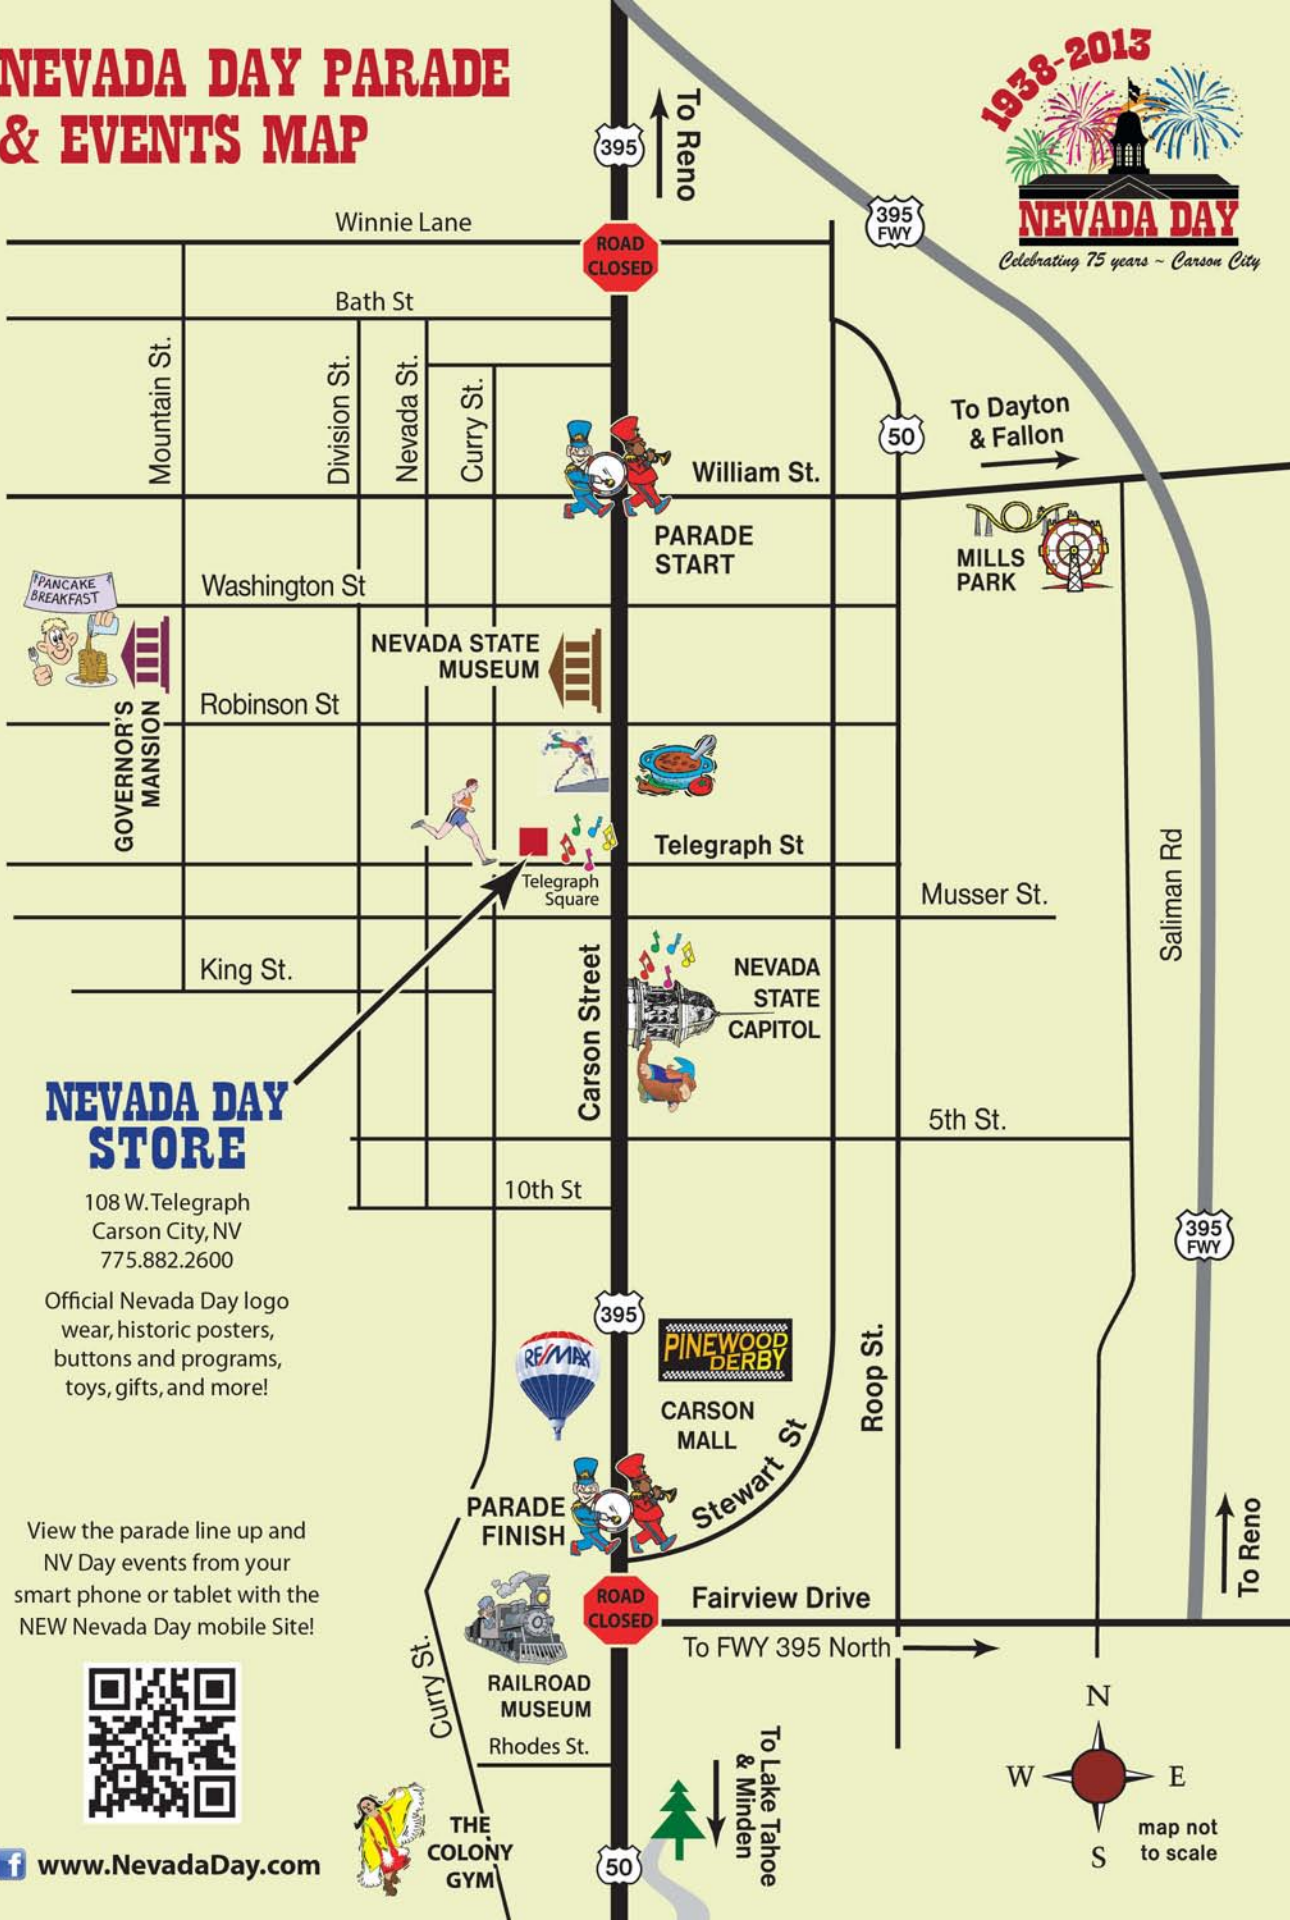 NEVADA DAY PARADE
& EVENTS MAP
1938-2013
NEVADA DAY
Celebrating 75 years ~ Carson City
395
To Reno
395
FWY
Winnie Lane
ROAD
CLOSED
Bath St
Mountain St.
Division St.
Nevada St.
Curry St.
50
To Dayton
& Fallon
William St.
PARADE
START
MILLS
PARK
PANCAKE
BREAKFAST
Washington St
NEVADA STATE
MUSEUM
GOVERNOR'S
MANSION
Robinson St
Telegraph St
Telegraph
Square
Musser St.
Saliman Rd
King St.
Carson Street
NEVADA
STATE
CAPITOL
NEVADA DAY
STORE
108 W. Telegraph
Carson City, NV
775.882.2600
Official Nevada Day logo
wear, historic posters,
buttons and programs,
toys, gifts, and more!
5th St.
10th St
395
FWY
395
RE/MAX
PINEWOOD
DERBY
CARSON
MALL
Roop St.
Stewart St
PARADE
FINISH
View the parade line up and
NV Day events from your
smart phone or tablet with the
NEW Nevada Day mobile Site!
To Reno
ROAD
CLOSED
Fairview Drive
To FWY 395 North
Curry St.
RAILROAD
MUSEUM
Rhodes St.
To Lake Tahoe
& Minden
N
W
E
S
map not
to scale
THE
COLONY
GYM
50
f www.NevadaDay.com